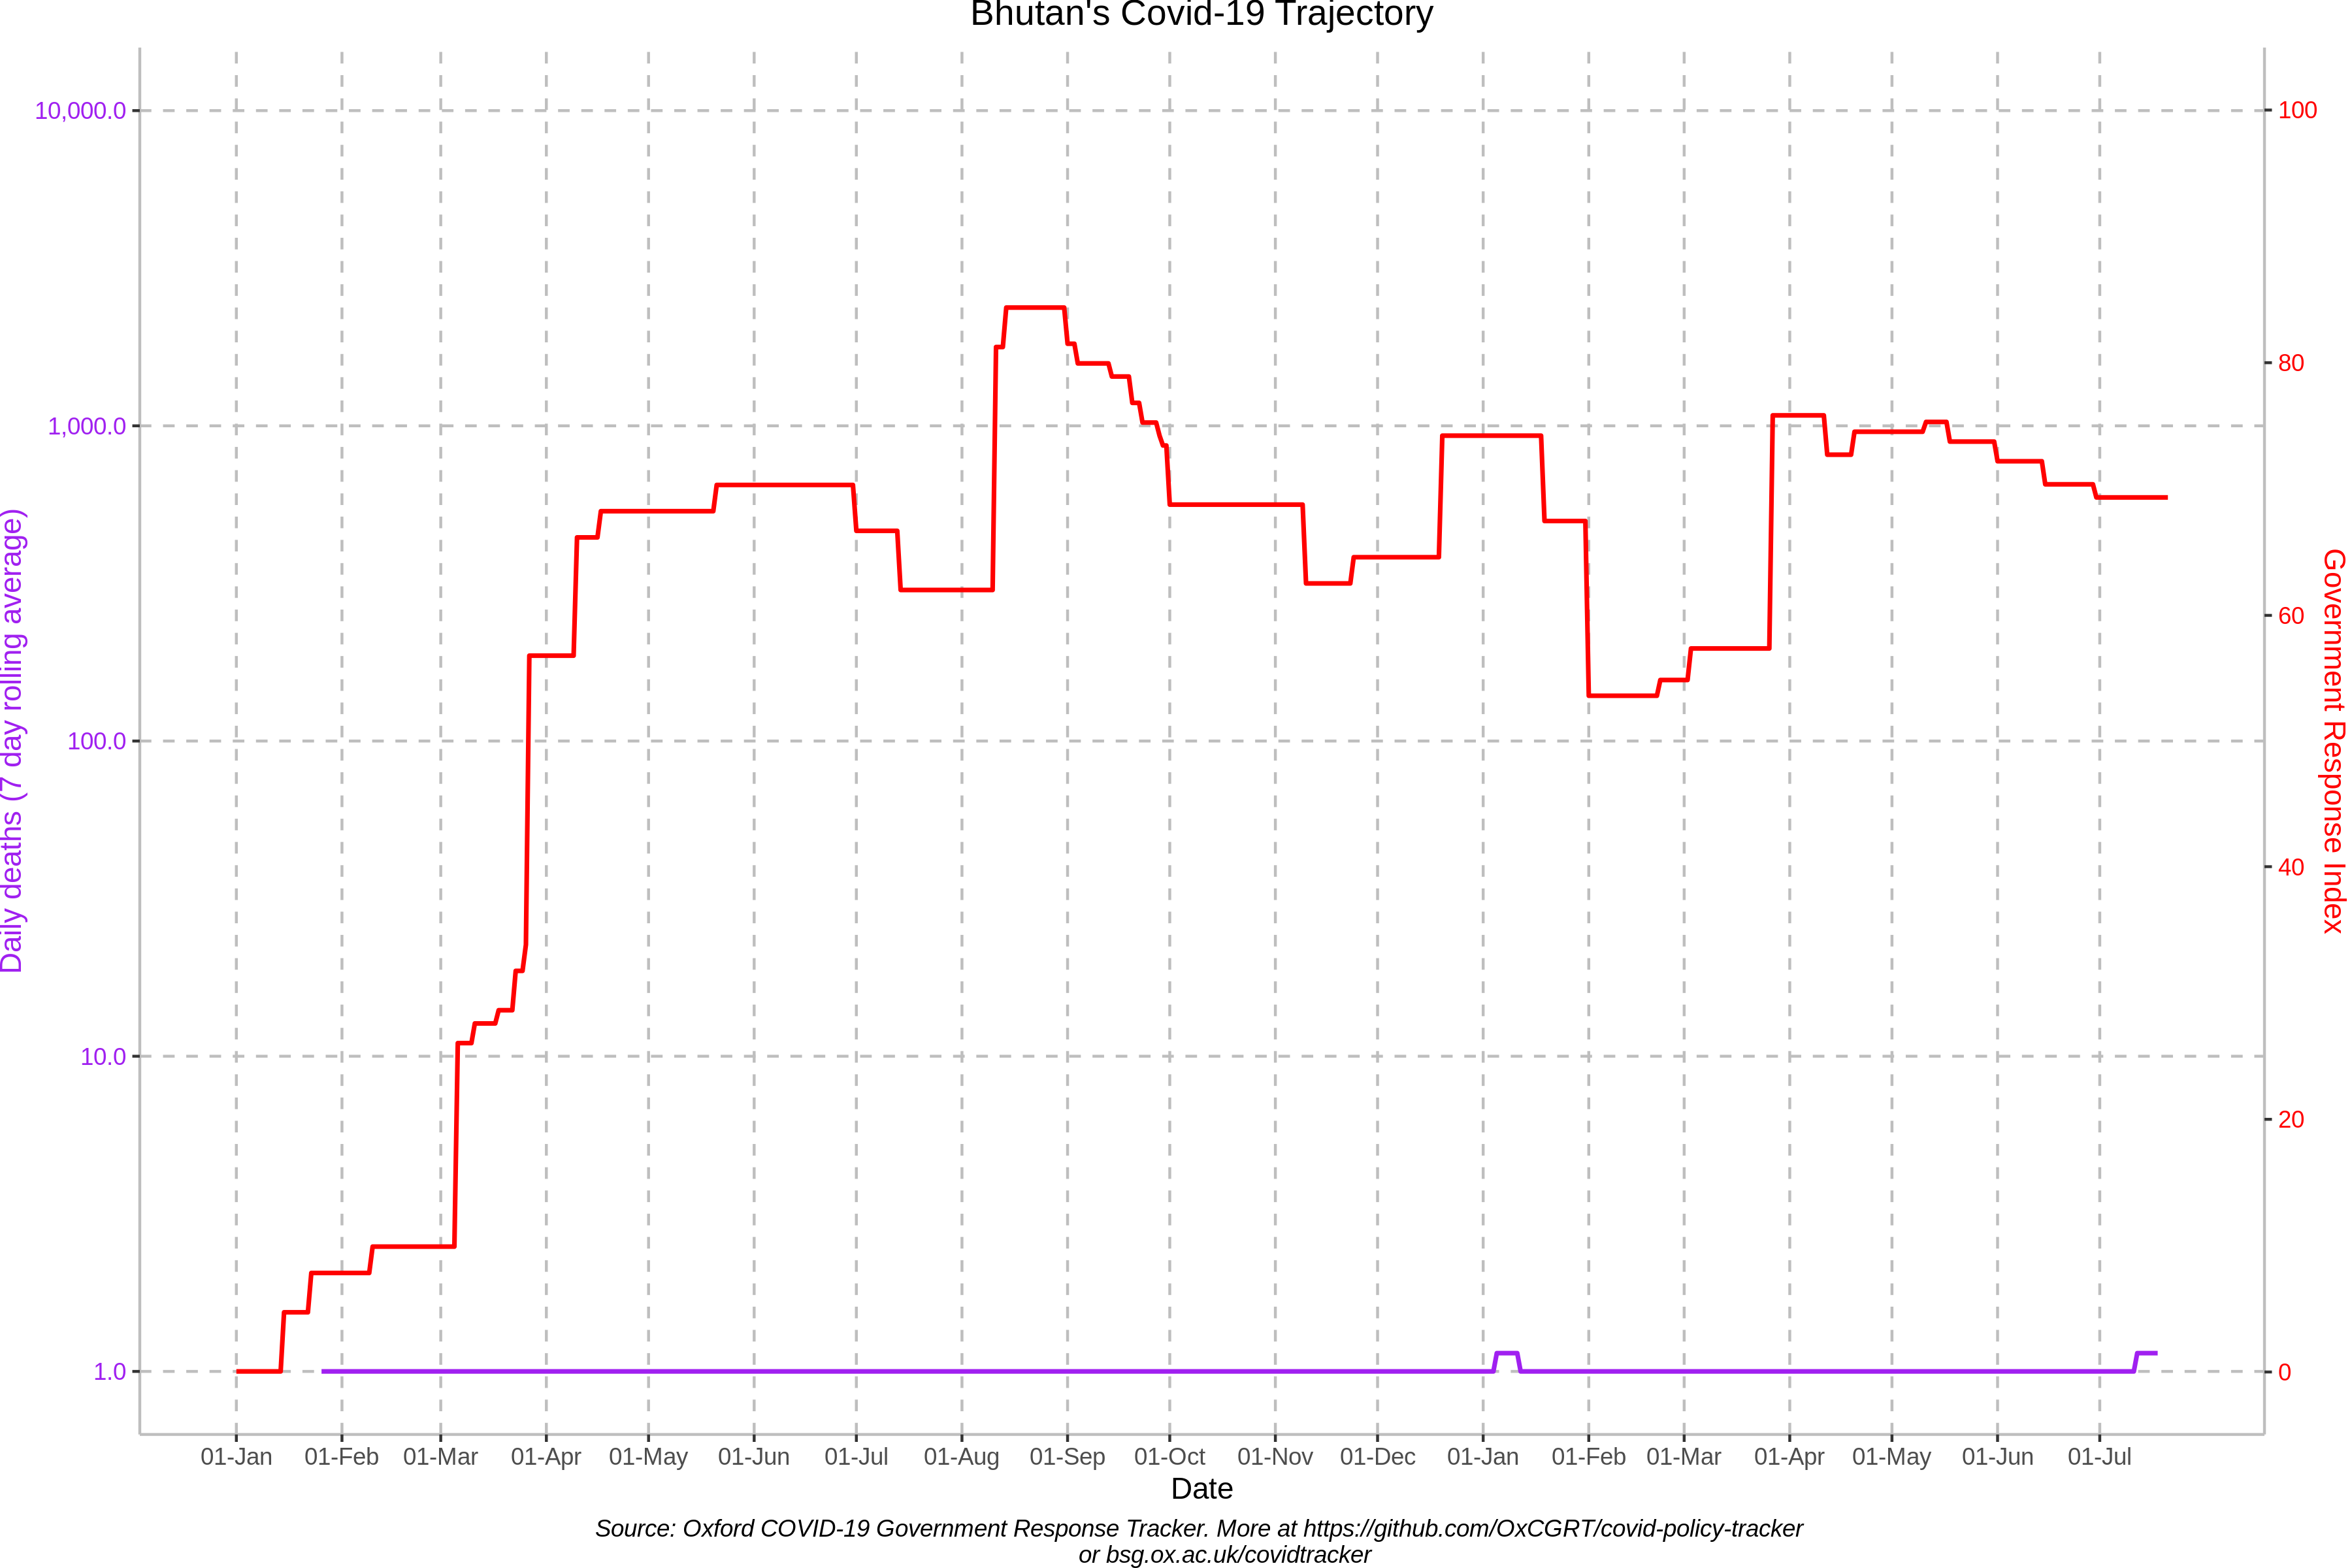 Bhutan's Covid-19 Trajectory
10,000.0
1,000.0
100.0
10.0
1.0
Daily deaths (7 day rolling average)
100
80
60
40
20
0
Government Response Index
01-Jan 01-Feb 01-Mar 01-Apr 01-May 01-Jun 01-Jul 01-Aug 01-Sep 01-Oct 01-Nov 01-Dec 01-Jan 01-Feb 01-Mar 01-Apr 01-May 01-Jun 01-Jul
Date
Source: Oxford COVID-19 Government Response Tracker. More at https://github.com/OxCGRT/covid-policy-tracker
or bsg.ox.ac.uk/covidtracker